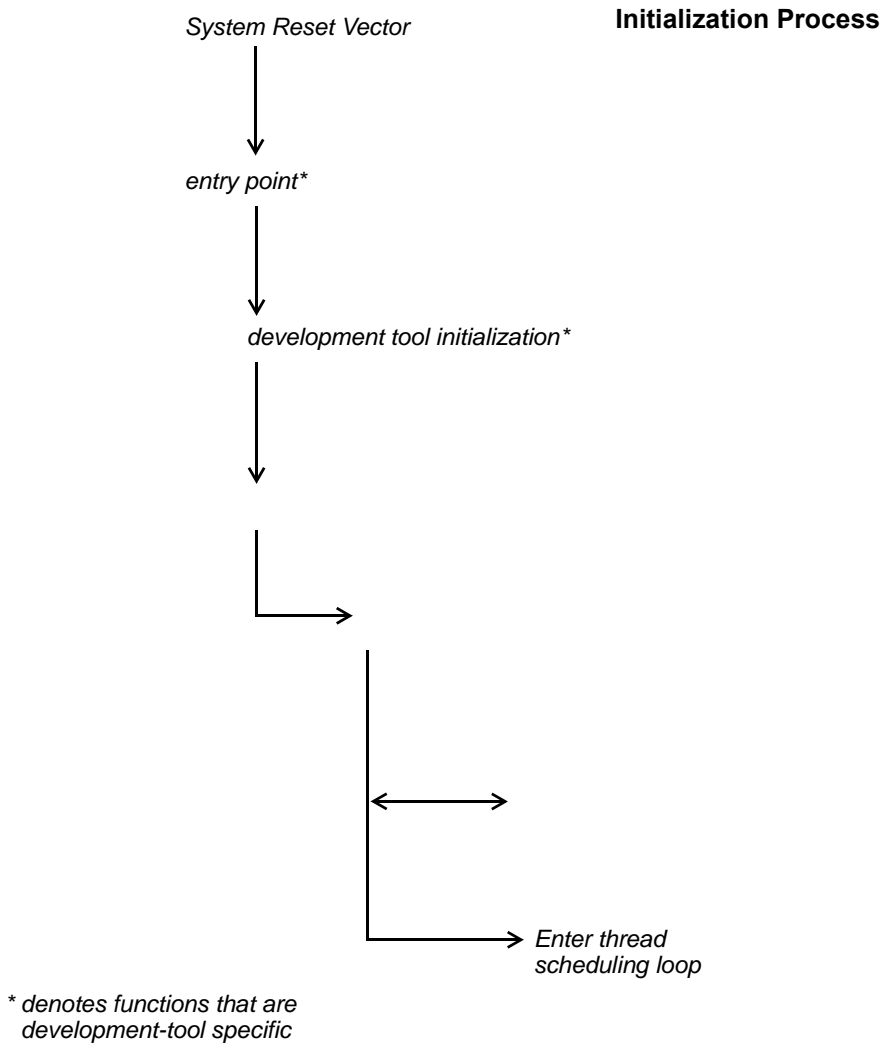 Initialization Process
System Reset Vector
entry point*
development tool initialization*
Enter thread
scheduling loop
* denotes functions that are
development-tool specific